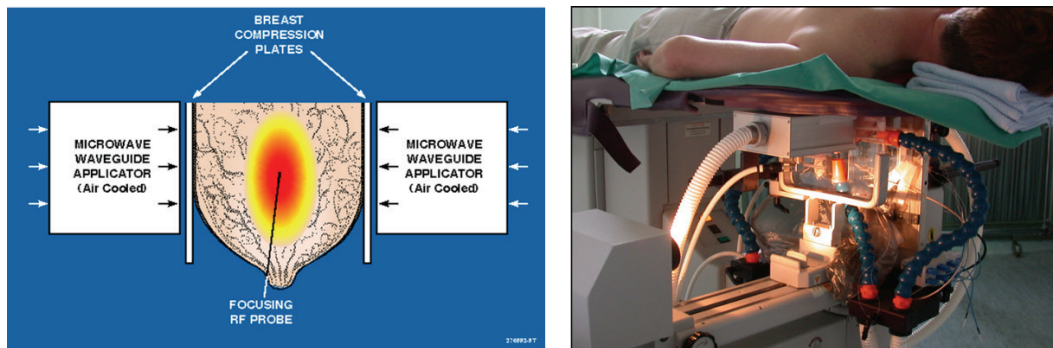 BREAST
COMPRESSION
PLATES
MICROWAVE
WAVEGUIDE
APPLICATOR
(Air Cooled)
MICROWAVE
WAVEGUIDE
APPLICATOR
(Air Cooled)
FOCUSING
RF PROBE